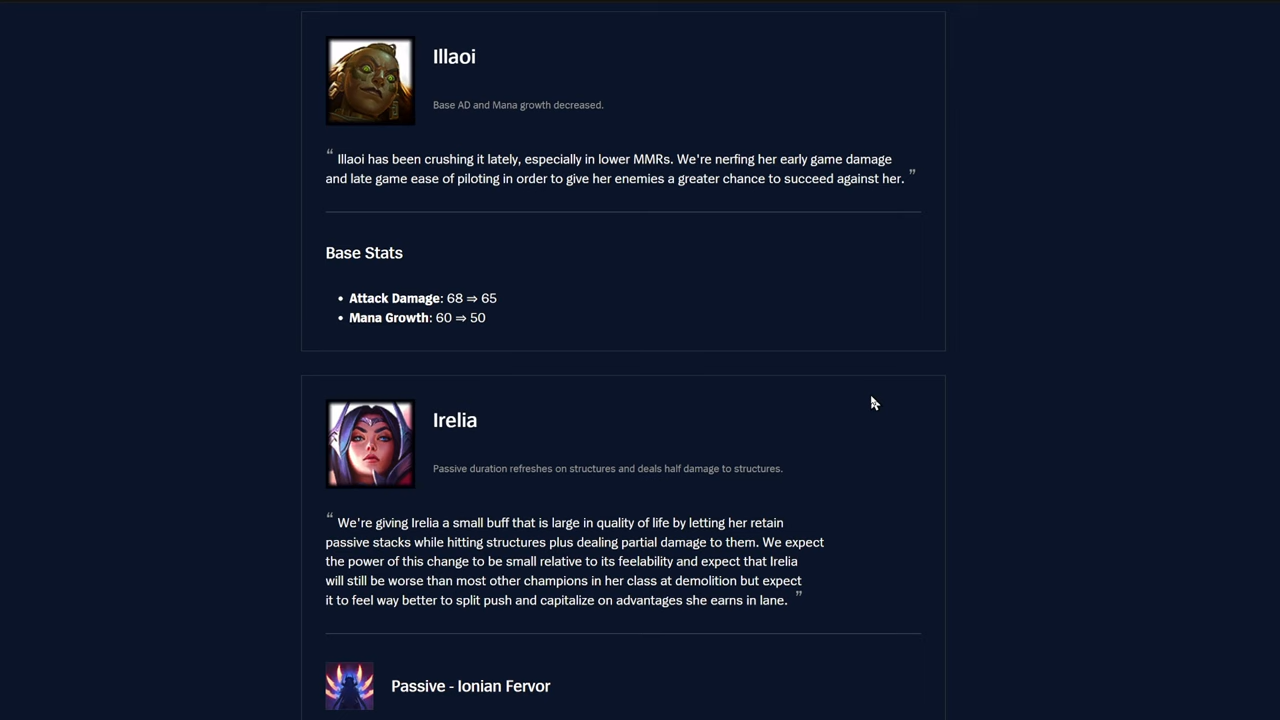 Illaoi
Base AD and Mana growth decreased.
“ Illaoi has been crushing it lately, especially in lower MMRs. We're nerfing her early game damage
and late game ease of piloting in order to give her enemies a greater chance to succeed against her. ”
Base Stats
• Attack Damage: 68 ⇒ 65
• Mana Growth: 60 ⇒ 50
Irelia
Passive duration refreshes on structures and deals half damage to structures.
“ We're giving Irelia a small buff that is large in quality of life by letting her retain
passive stacks while hitting structures plus dealing partial damage to them. We expect
the power of this change to be small relative to its feelability and expect that Irelia
will still be worse than most other champions in her class at demolition but expect
it to feel way better to split push and capitalize on advantages she earns in lane. ”
Passive - Ionian Fervor